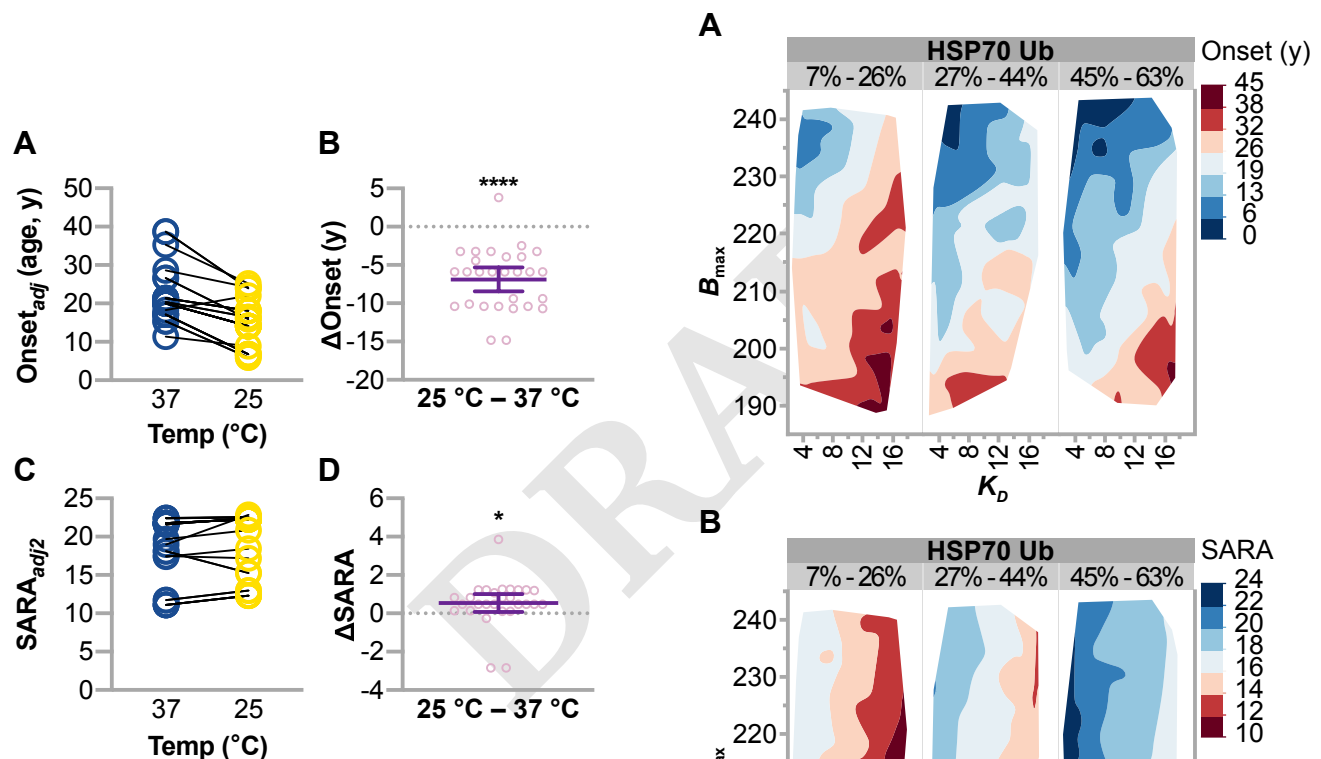 A
Onset_adj (age, y)
50
40
30
20
10
0
37
25
Temp (°C)
B
****
ΔOnset (y)
5
0
-5
-10
-15
-20
25 °C – 37 °C
C
SARA_adj2
25
20
15
10
5
0
37
25
Temp (°C)
D
*
ΔSARA
6
4
2
0
-2
-4
25 °C – 37 °C
A
HSP70 Ub
7% - 26%
27% - 44%
45% - 63%
Onset (y)
45
38
32
26
19
13
6
0
B_max
240
230
220
210
200
190
4 8 12 16
4 8 12 16
4 8 12 16
K_D
B
HSP70 Ub
7% - 26%
27% - 44%
45% - 63%
SARA
24
22
20
18
16
14
12
10
240
230
220
DRA